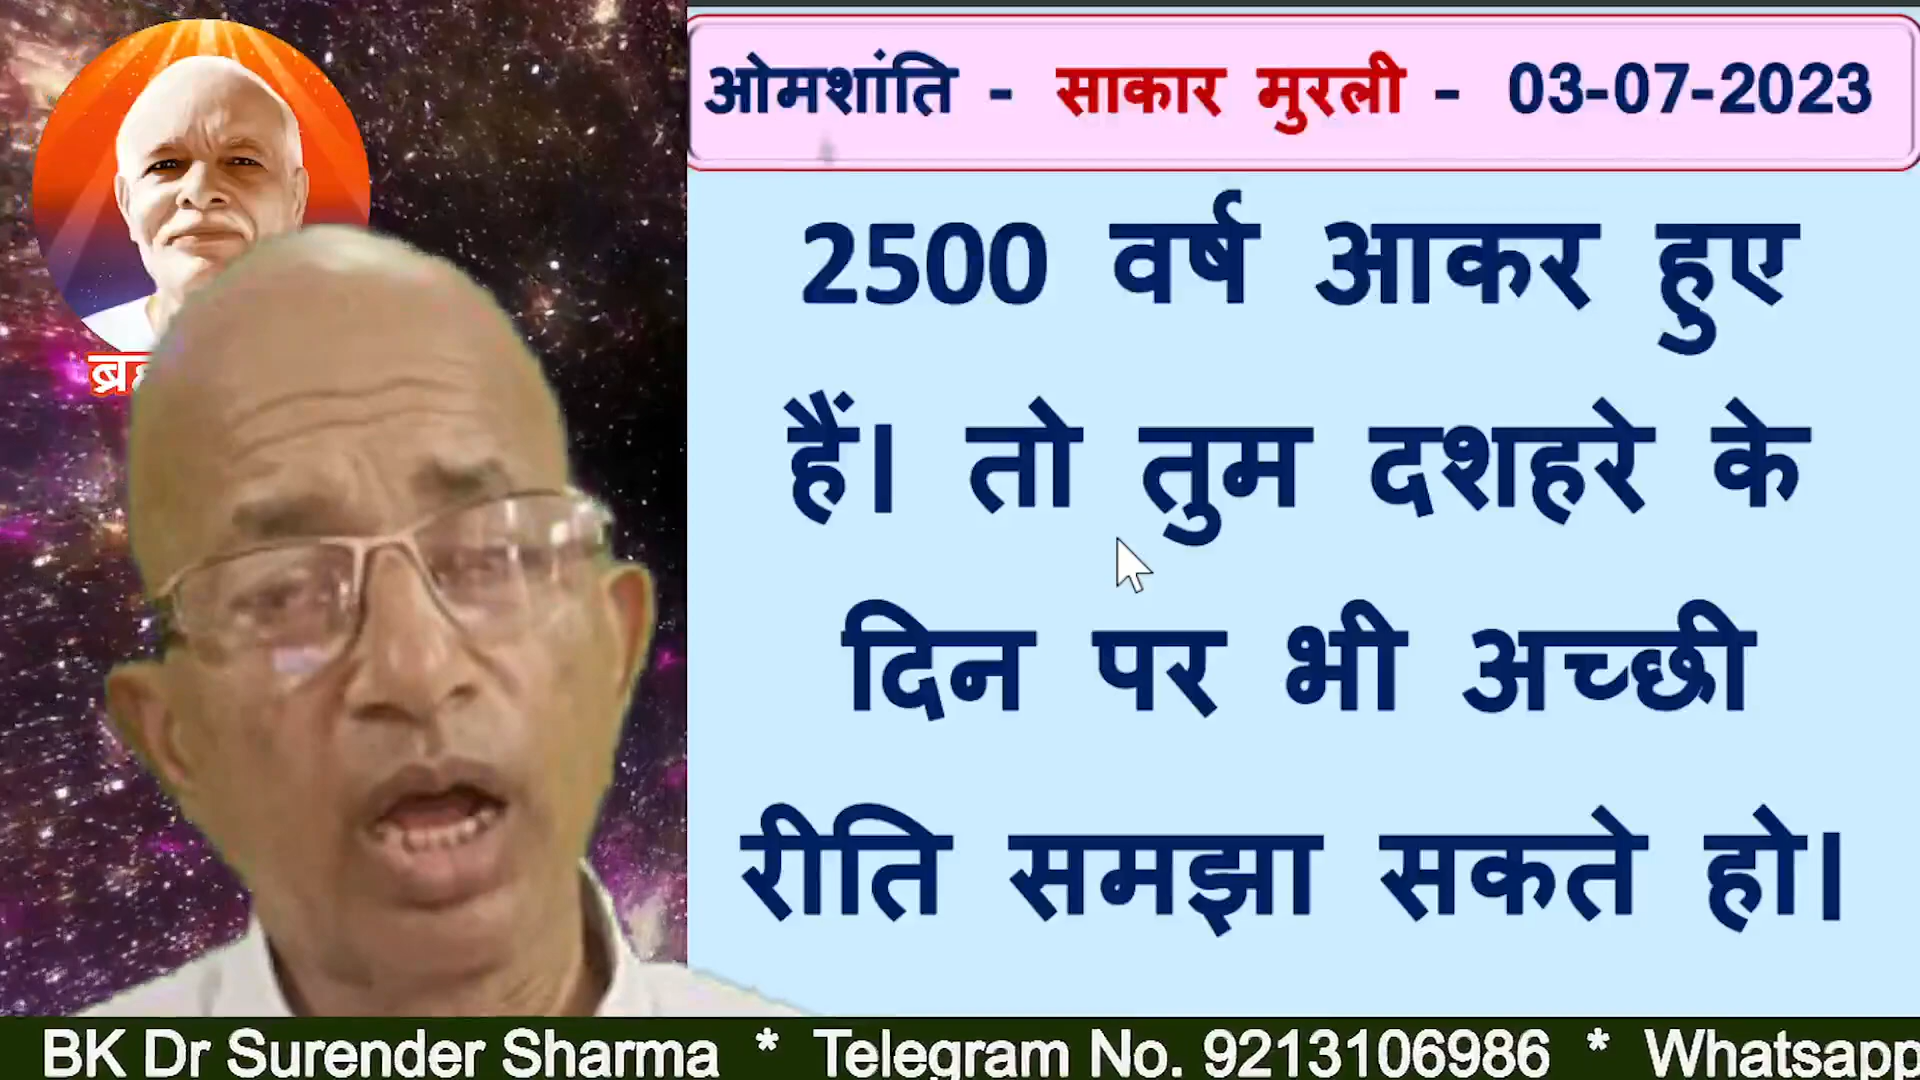 ओमशांति - साकार मुरली - 03-07-2023
2500 वर्ष आकर हुए
हैं। तो तुम दशहरे के
दिन पर भी अच्छी
रीति समझा सकते हो।
BK Dr Surender Sharma * Telegram No. 9213106986 * Whatsapp